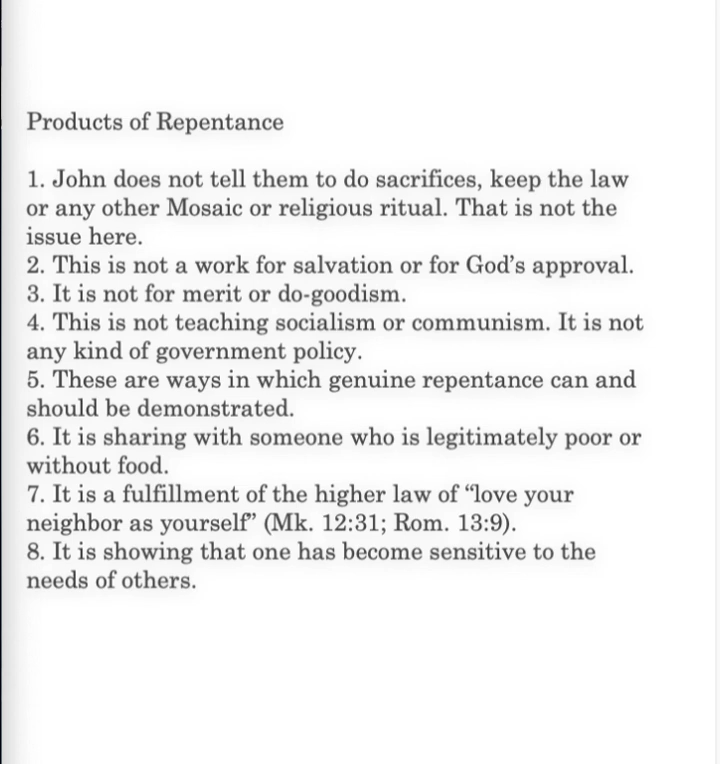 Products of Repentance
1. John does not tell them to do sacrifices, keep the law
or any other Mosaic or religious ritual. That is not the
issue here.
2. This is not a work for salvation or for God’s approval.
3. It is not for merit or do-goodism.
4. This is not teaching socialism or communism. It is not
any kind of government policy.
5. These are ways in which genuine repentance can and
should be demonstrated.
6. It is sharing with someone who is legitimately poor or
without food.
7. It is a fulfillment of the higher law of “love your
neighbor as yourself” (Mk. 12:31; Rom. 13:9).
8. It is showing that one has become sensitive to the
needs of others.